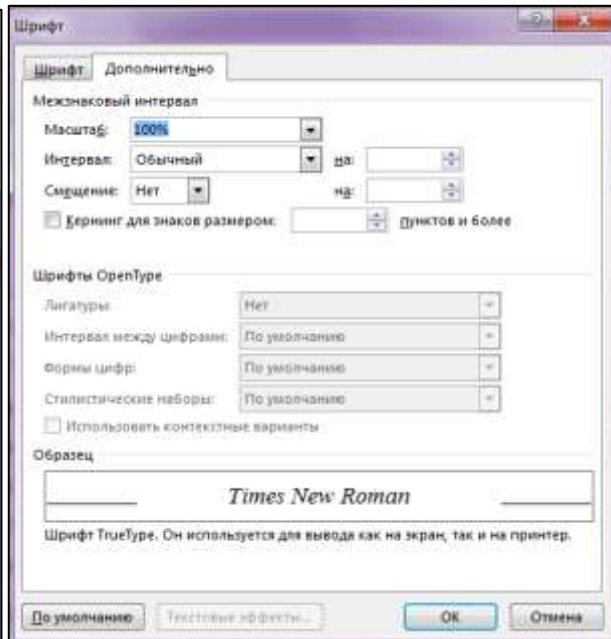 Шрифт
Шрифт Дополнительно
Межзнаковый интервал
Масштаб: 100%
Интервал: Обычный на:
Смещение: Нет на:
Кернинг для знаков размером: пунктов и более
Шрифты OpenType
Лигатуры: Нет
Интервал между цифрами: По умолчанию
Формы цифр: По умолчанию
Стилистические наборы: По умолчанию
Использовать контекстные варианты
Образец
Times New Roman
Шрифт TrueType. Он используется для вывода как на экран, так и на принтер.
По умолчанию Текстовые эффекты... ОК Отмена